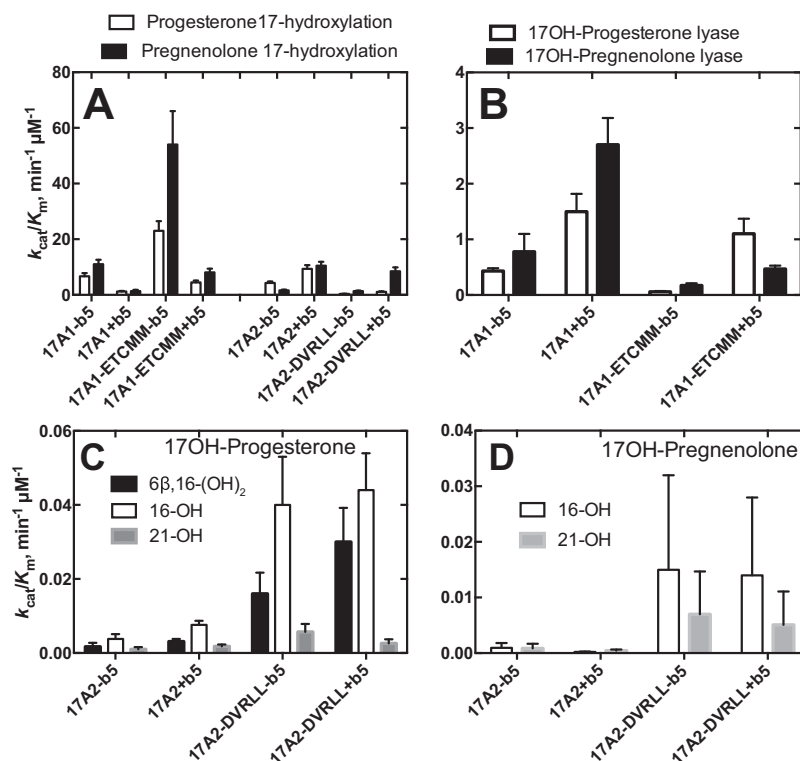 Progesterone 17-hydroxylation
Pregnenolone 17-hydroxylation
A
80
60
40
20
0
kcat/Km, min⁻¹ μM⁻¹
17A1-b5
17A1+b5
17A1-ETCMM-b5
17A1-ETCMM+b5
17A2-b5
17A2+b5
17A2-DVRLL-b5
17A2-DVRLL+b5
17OH-Progesterone lyase
17OH-Pregnenolone lyase
B
4
3
2
1
0
17A1-b5
17A1+b5
17A1-ETCMM-b5
17A1-ETCMM+b5
C
17OH-Progesterone
6β,16-(OH)₂
16-OH
21-OH
0.06
0.04
0.02
0.00
kcat/Km, min⁻¹ μM⁻¹
17A2-b5
17A2+b5
17A2-DVRLL-b5
17A2-DVRLL+b5
D
17OH-Pregnenolone
16-OH
21-OH
0.04
0.03
0.02
0.01
0.00
17A2-b5
17A2+b5
17A2-DVRLL-b5
17A2-DVRLL+b5